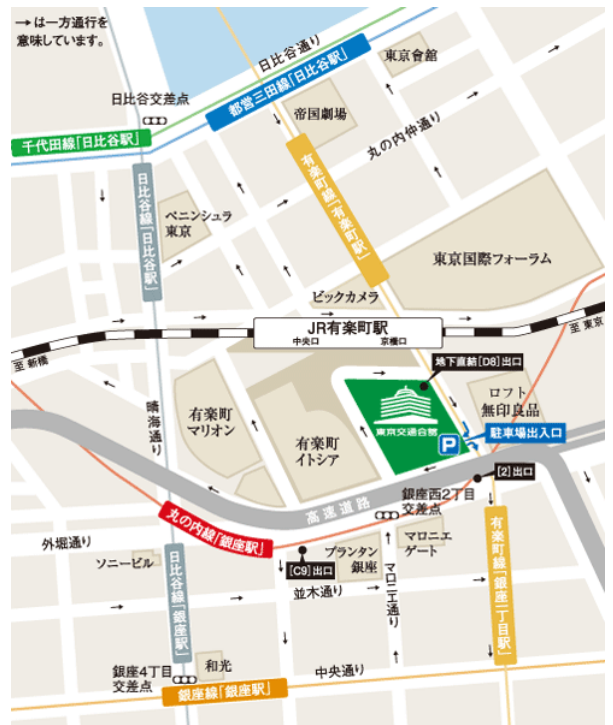 →は一方通行を
意味しています。
日比谷通り
東京會舘
日比谷交差点
都営三田線「日比谷駅」
帝国劇場
千代田線「日比谷駅」
丸の内仲通り
日比谷線「日比谷駅」
有楽町線「有楽町駅」
ペニンシュラ
東京
東京国際フォーラム
ビックカメラ
JR有楽町駅
中央口
京橋口
至 東京
至 新橋
地下直結[D8]出口
ロフト
無印良品
晴海通り
有楽町
マリオン
有楽町
イトシア
東京交通会館
P
駐車場出入口
[2]出口
高速道路
銀座西2丁目
交差点
丸の内線「銀座駅」
外堀通り
ソニービル
日比谷線「銀座駅」
[C9]出口
プランタン
銀座
マロニエ
ゲート
有楽町線「銀座一丁目駅」
並木通り
マロニエ通り
和光
銀座4丁目
交差点
中央通り
銀座線「銀座駅」